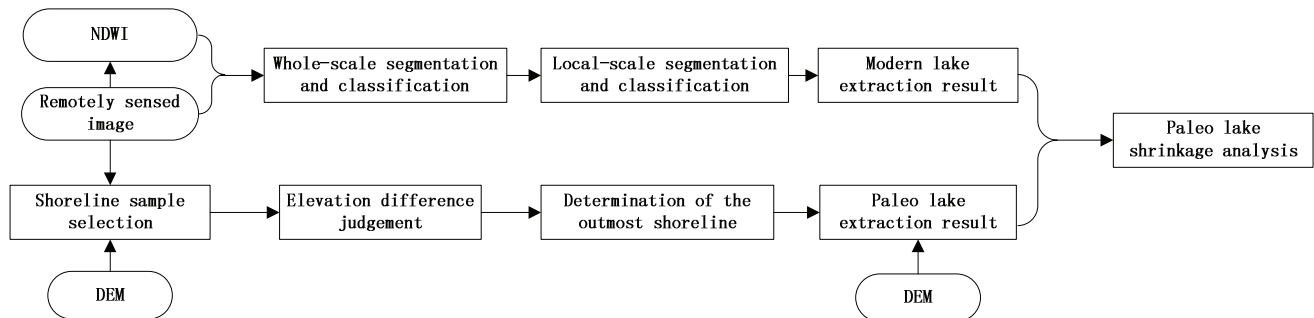 NDWI
Remotely sensed
image
Whole-scale segmentation
and classification
Local-scale segmentation
and classification
Modern lake
extraction result
Paleo lake
shrinkage analysis
Shoreline sample
selection
Elevation difference
judgement
Determination of the
outmost shoreline
Paleo lake
extraction result
DEM
DEM